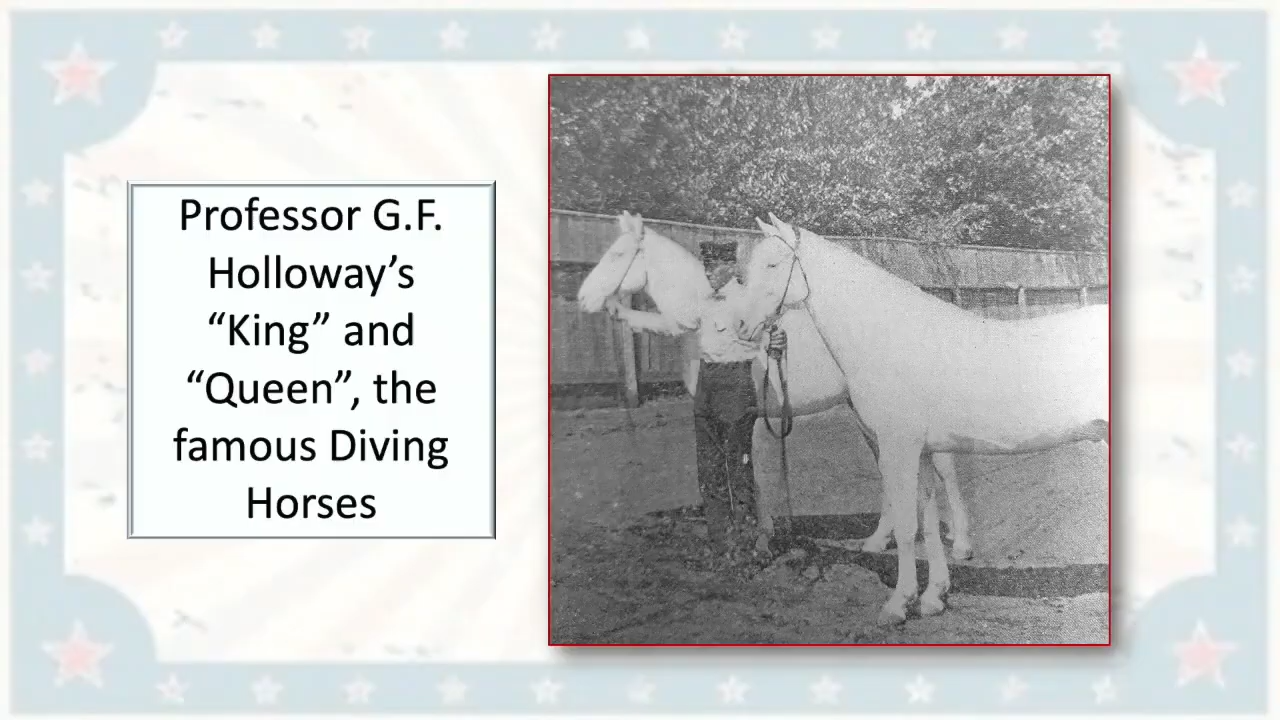 Professor G.F.
Holloway’s
“King” and
“Queen”, the
famous Diving
Horses